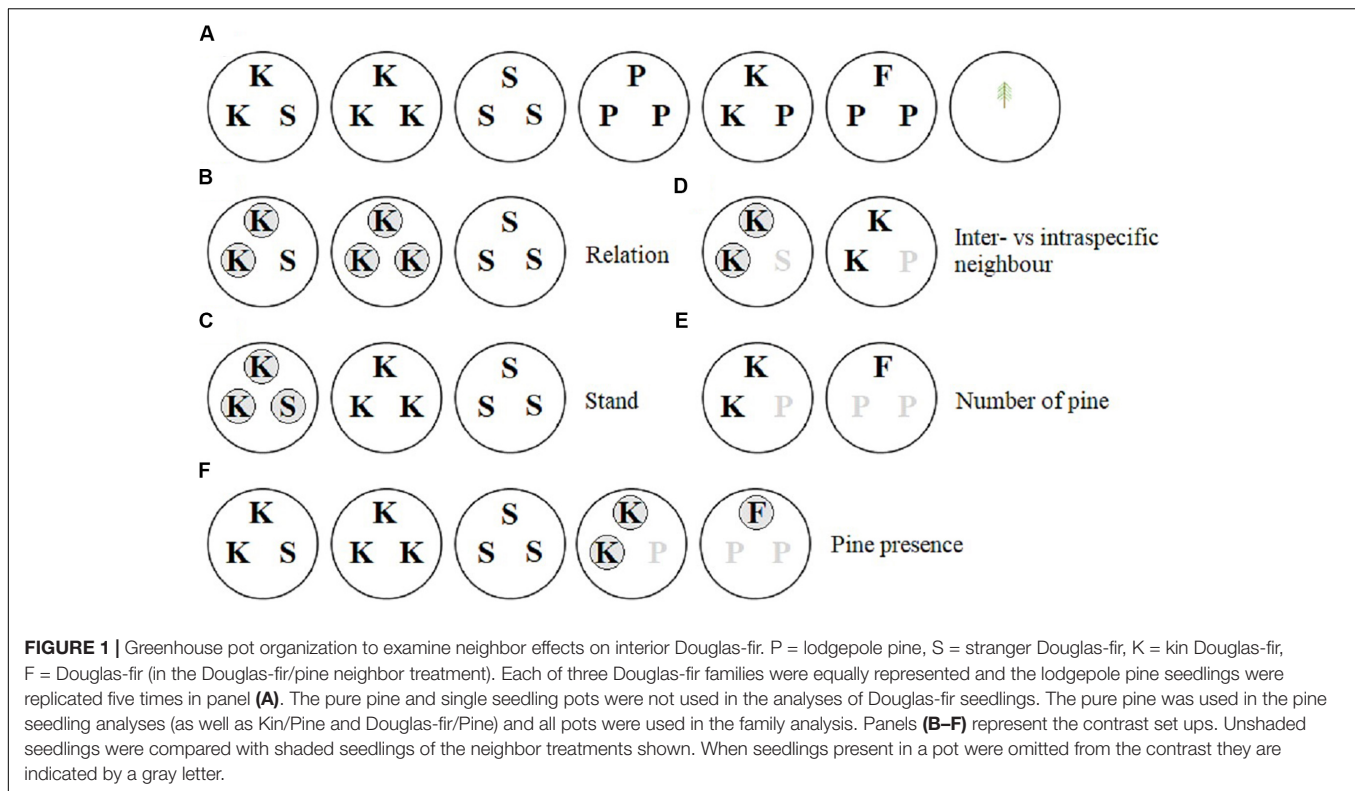 A
K K S P K F
K S K K S S P P K P P P
B D
K K S K K
K S K K S S Relation K S K P Inter- vs intraspecific
neighbour
C E
K K S K F
K S K K S S Stand K P P P Number of pine
F
K K S K F
K S K K S S K P P P Pine presence
FIGURE 1 | Greenhouse pot organization to examine neighbor effects on interior Douglas-fir. P = lodgepole pine, S = stranger Douglas-fir, K = kin Douglas-fir,
F = Douglas-fir (in the Douglas-fir/pine neighbor treatment). Each of three Douglas-fir families were equally represented and the lodgepole pine seedlings were
replicated five times in panel (A). The pure pine and single seedling pots were not used in the analyses of Douglas-fir seedlings. The pure pine was used in the pine
seedling analyses (as well as Kin/Pine and Douglas-fir/Pine) and all pots were used in the family analysis. Panels (B–F) represent the contrast set ups. Unshaded
seedlings were compared with shaded seedlings of the neighbor treatments shown. When seedlings present in a pot were omitted from the contrast they are
indicated by a gray letter.